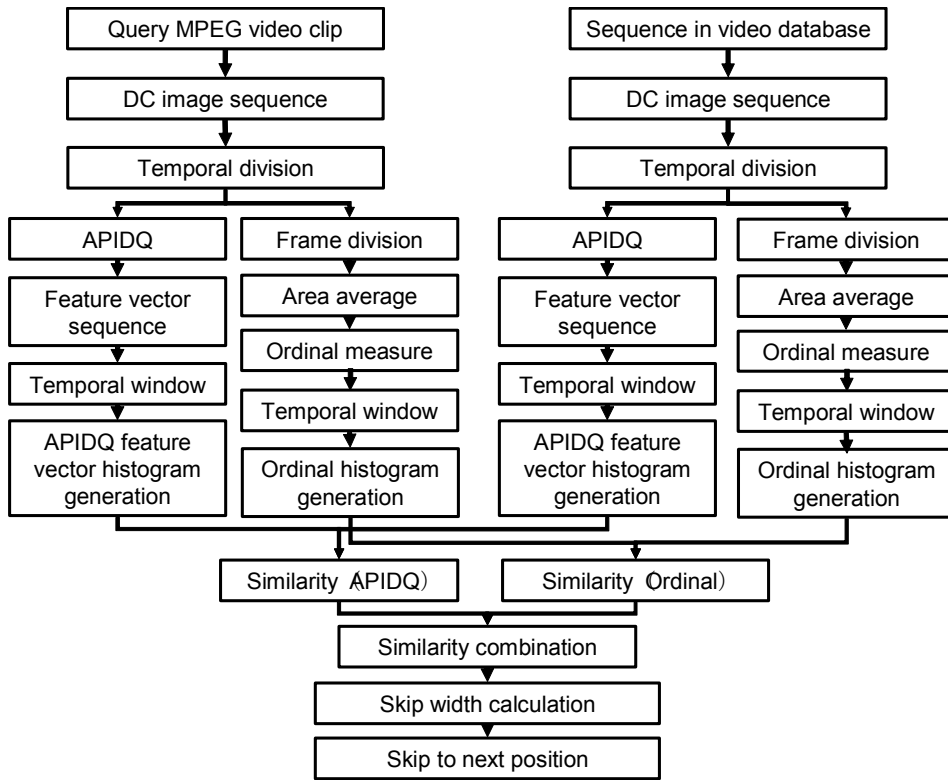 Query MPEG video clip
Sequence in video database
DC image sequence
DC image sequence
Temporal division
Temporal division
APIDQ
Frame division
APIDQ
Frame division
Feature vector
sequence
Area average
Feature vector
sequence
Area average
Ordinal measure
Ordinal measure
Temporal window
Temporal window
Temporal window
Temporal window
APIDQ feature
vector histogram
generation
Ordinal histogram
generation
APIDQ feature
vector histogram
generation
Ordinal histogram
generation
Similarity（APIDQ）
Similarity（Ordinal）
Similarity combination
Skip width calculation
Skip to next position